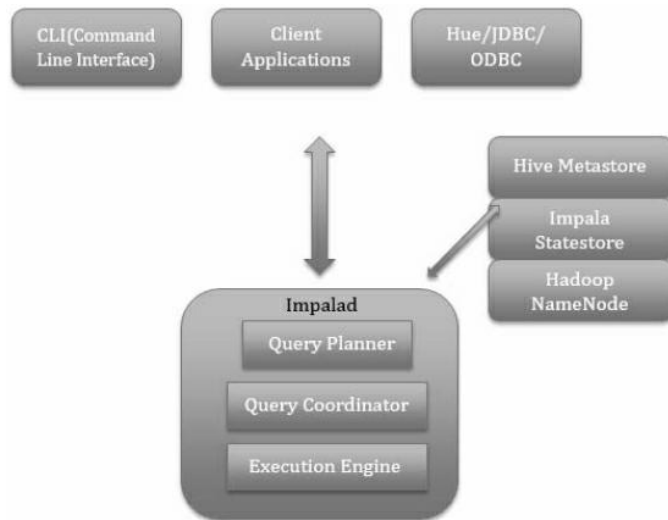 CLI(Command
Line Interface)
Client
Applications
Hue/JDBC/
ODBC
Hive Metastore
Impala
Statestore
Hadoop
NameNode
Impalad
Query Planner
Query Coordinator
Execution Engine